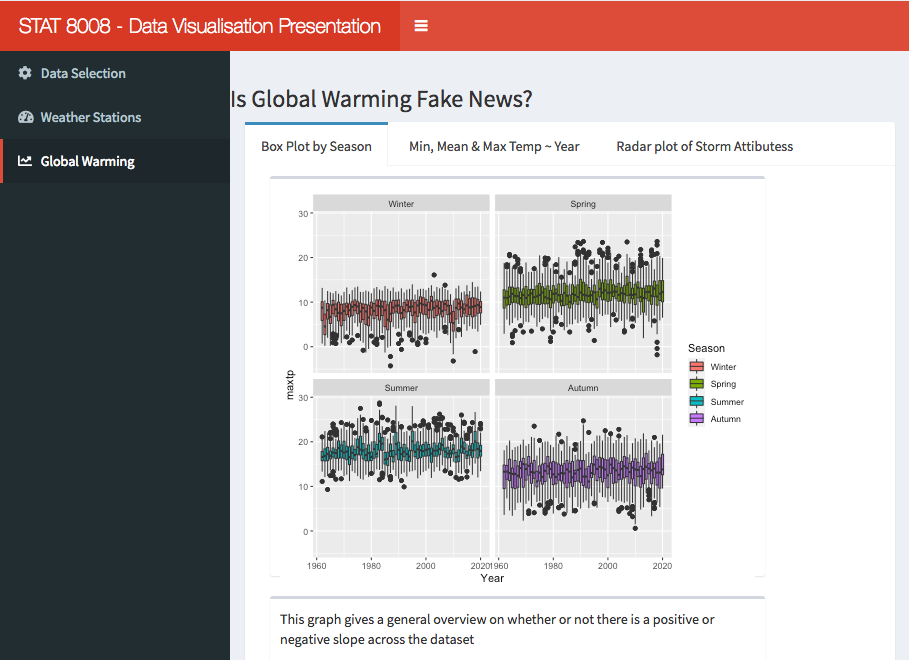 STAT 8008 - Data Visualisation Presentation
Data Selection
Weather Stations
Global Warming
Is Global Warming Fake News?
Box Plot by Season
Min, Mean & Max Temp ~ Year
Radar plot of Storm Attibutess
Winter
Spring
30
20
10
0
Summer
Autumn
30
20
10
0
maxtp
1960
1980
2000
2020
1960
1980
2000
2020
Year
Season
Winter
Spring
Summer
Autumn
This graph gives a general overview on whether or not there is a positive or
negative slope across the dataset